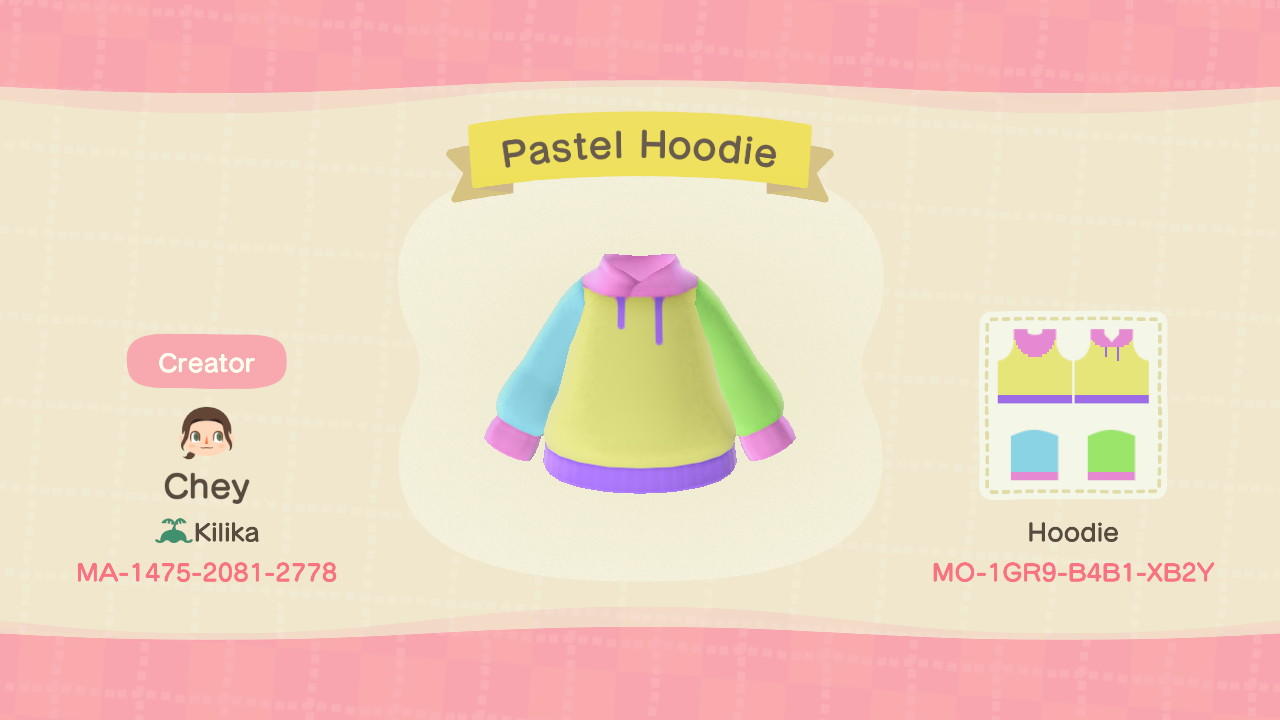 Pastel Hoodie
Creator
Chey
Kilika
MA-1475-2081-2778
Hoodie
MO-1GR9-B4B1-XB2Y